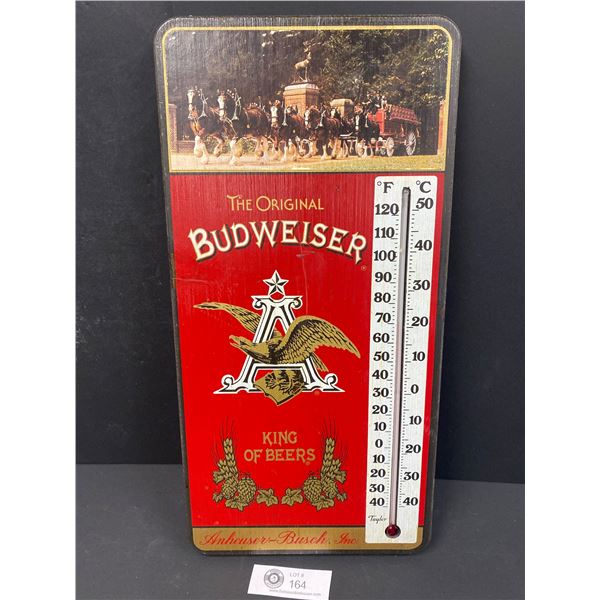 THE ORIGINAL
BUDWEISER
®
A
®
KING
OF BEERS
Anheuser-Busch, Inc.
°F °C
120 50
110
100 40
90
80 30
70
60 20
50
40 10
30
20 0
10
0 10
10 20
20
30 30
40 40
Taylor
LOT #
164